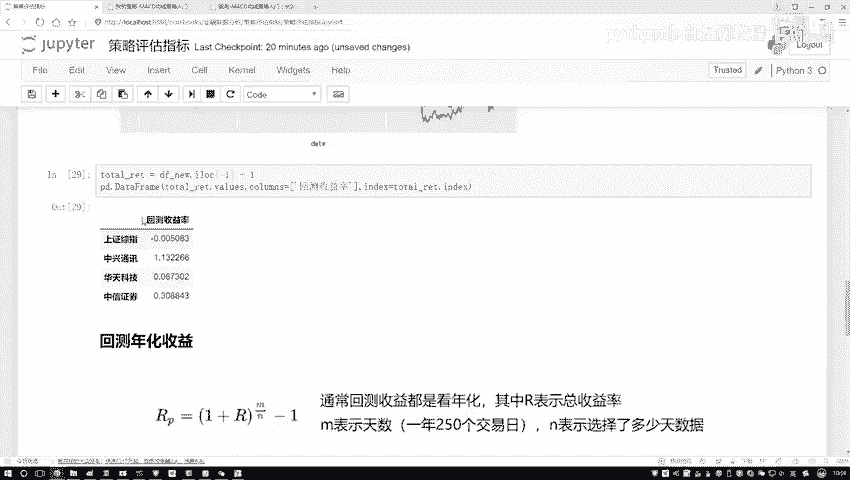 jupyter 策略评估指标 Last Checkpoint: 20 minutes ago (unsaved changes)
Logout
File Edit View Insert Cell Kernel Widgets Help
Trusted Python 3
Code
date
In [29]: total_ret = df_new.iloc[-1] - 1
pd.DataFrame(total_ret.values,columns=['回测收益率'],index=total_ret.index)
Out[29]:
回测收益率
上证综指 -0.005083
中兴通讯 1.132266
华天科技 0.067302
中信证券 0.308843
回测年化收益
R_p = (1 + R)^{m/n} − 1
通常回测收益都是看年化，其中R表示总收益率
m表示天数（一年250个交易日），n表示选择了多少天数据